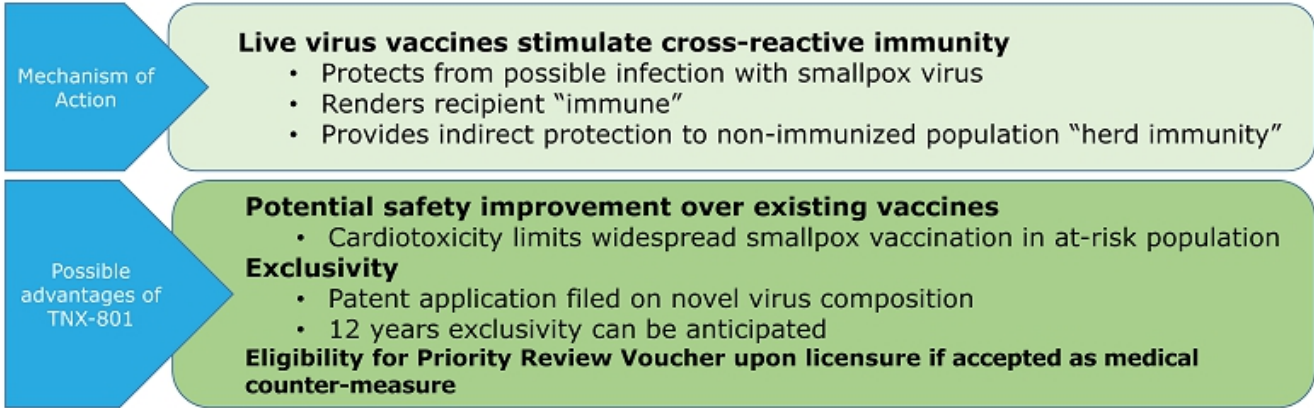 Mechanism of
Action
Live virus vaccines stimulate cross-reactive immunity
• Protects from possible infection with smallpox virus
• Renders recipient “immune”
• Provides indirect protection to non-immunized population “herd immunity”
Possible
advantages of
TNX-801
Potential safety improvement over existing vaccines
• Cardiotoxicity limits widespread smallpox vaccination in at-risk population
Exclusivity
• Patent application filed on novel virus composition
• 12 years exclusivity can be anticipated
Eligibility for Priority Review Voucher upon licensure if accepted as medical
counter-measure